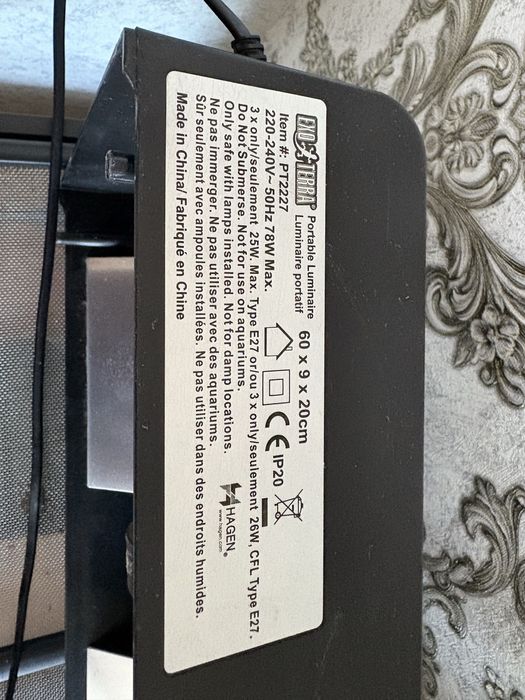 EXO TERRA® Portable Luminaire
Luminaire portatif
60 x 9 x 20cm
Item #: PT2227
220-240V~ 50Hz 78W Max.
CE IP20
3 x only/seulement 25W, Max. Type E27 or/ou 3 x only/seulement 26W, CFL Type E27.
Do Not Submerse. Not for use on aquariums.
Only safe with lamps installed. Not for damp locations.
Ne pas immerger. Ne pas utiliser avec des aquariums.
Sûr seulement avec ampoules installées. Ne pas utiliser dans des endroits humides.
Made in China/ Fabriqué en Chine
HAGEN®
www.hagen.com